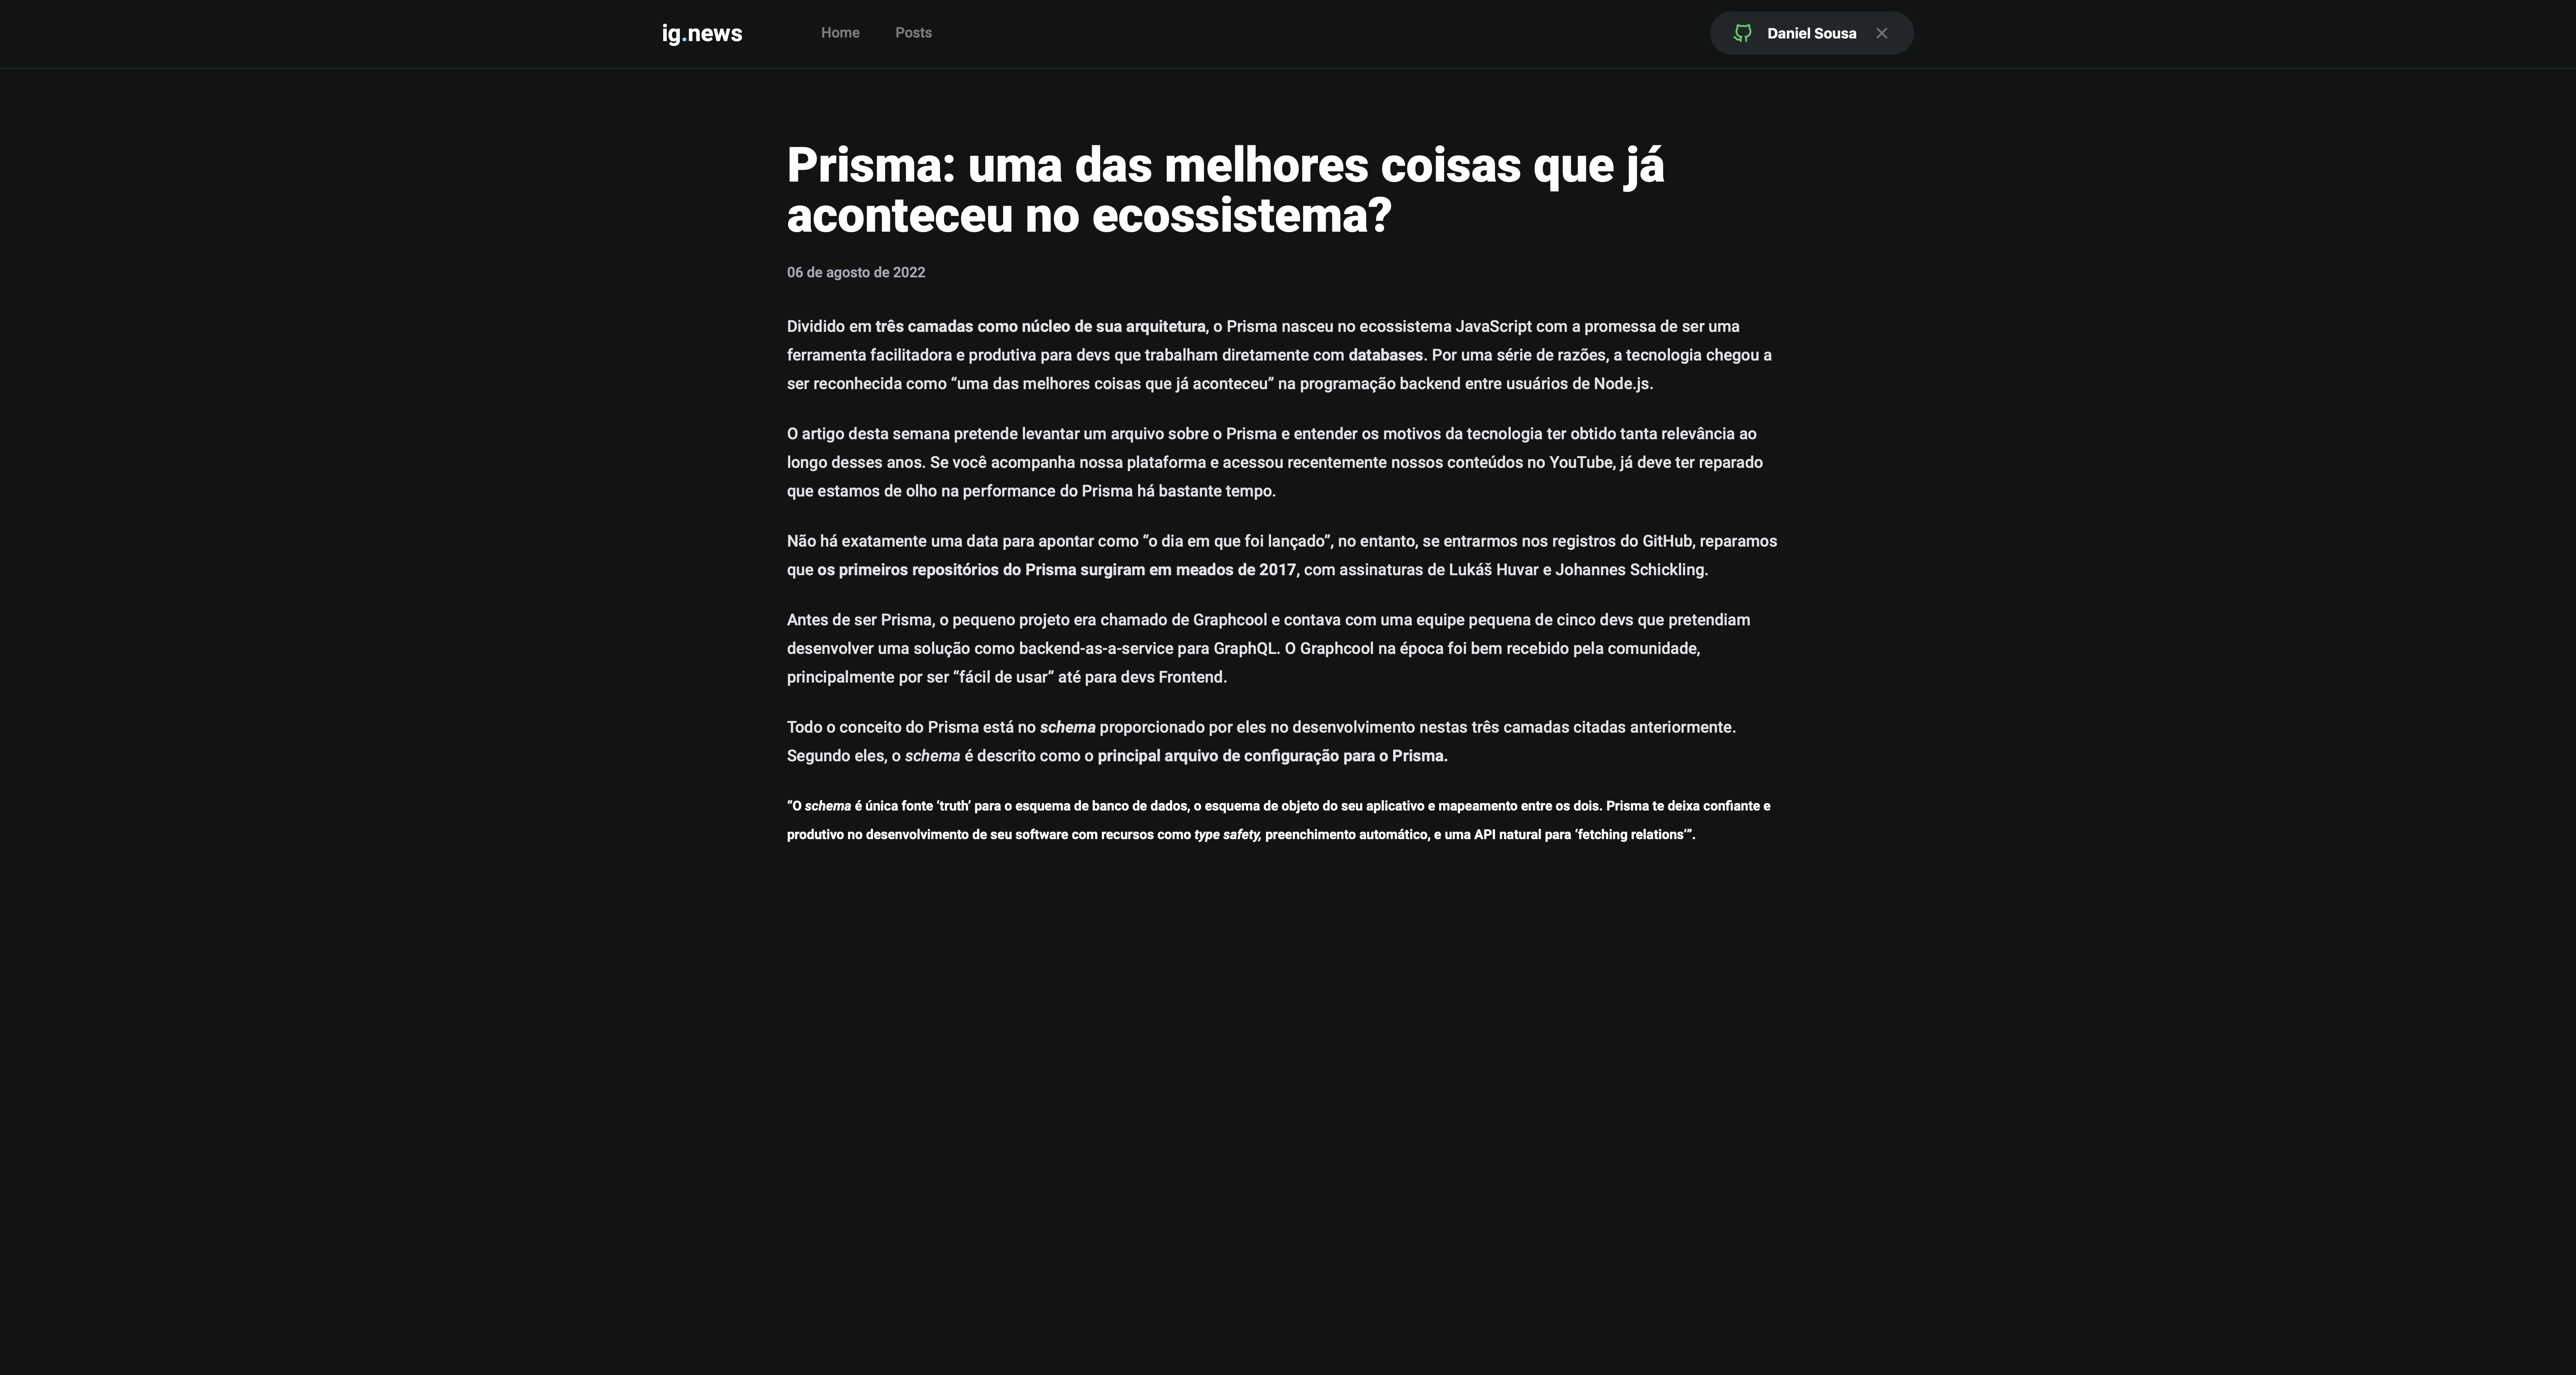 ig.news
Home
Posts
Daniel Sousa
Prisma: uma das melhores coisas que já
aconteceu no ecossistema?
06 de agosto de 2022
Dividido em três camadas como núcleo de sua arquitetura, o Prisma nasceu no ecossistema JavaScript com a promessa de ser uma
ferramenta facilitadora e produtiva para devs que trabalham diretamente com databases. Por uma série de razões, a tecnologia chegou a
ser reconhecida como “uma das melhores coisas que já aconteceu” na programação backend entre usuários de Node.js.
O artigo desta semana pretende levantar um arquivo sobre o Prisma e entender os motivos da tecnologia ter obtido tanta relevância ao
longo desses anos. Se você acompanha nossa plataforma e acessou recentemente nossos conteúdos no YouTube, já deve ter reparado
que estamos de olho na performance do Prisma há bastante tempo.
Não há exatamente uma data para apontar como “o dia em que foi lançado”, no entanto, se entrarmos nos registros do GitHub, reparamos
que os primeiros repositórios do Prisma surgiram em meados de 2017, com assinaturas de Lukáš Huvar e Johannes Schickling.
Antes de ser Prisma, o pequeno projeto era chamado de Graphcool e contava com uma equipe pequena de cinco devs que pretendiam
desenvolver uma solução como backend-as-a-service para GraphQL. O Graphcool na época foi bem recebido pela comunidade,
principalmente por ser “fácil de usar” até para devs Frontend.
Todo o conceito do Prisma está no schema proporcionado por eles no desenvolvimento nestas três camadas citadas anteriormente.
Segundo eles, o schema é descrito como o principal arquivo de configuração para o Prisma.
“O schema é única fonte ‘truth’ para o esquema de banco de dados, o esquema de objeto do seu aplicativo e mapeamento entre os dois. Prisma te deixa confiante e
produtivo no desenvolvimento de seu software com recursos como type safety, preenchimento automático, e uma API natural para ‘fetching relations’”.